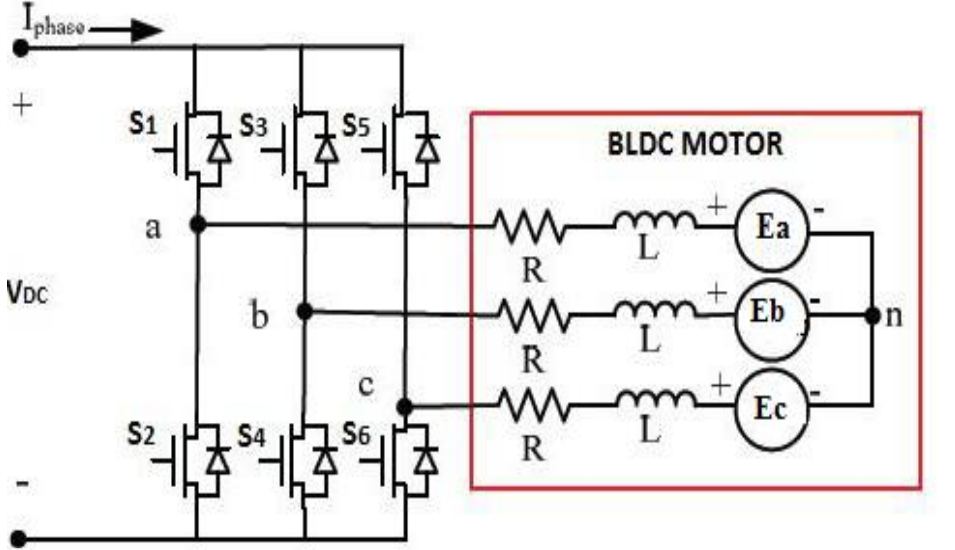 Iphase
+
S1 S3 S5
BLDC MOTOR
a
+ Ea -
R L
VDC
b
+ Eb -
n
R L
c
+ Ec -
S2 S4 S6
R L
-